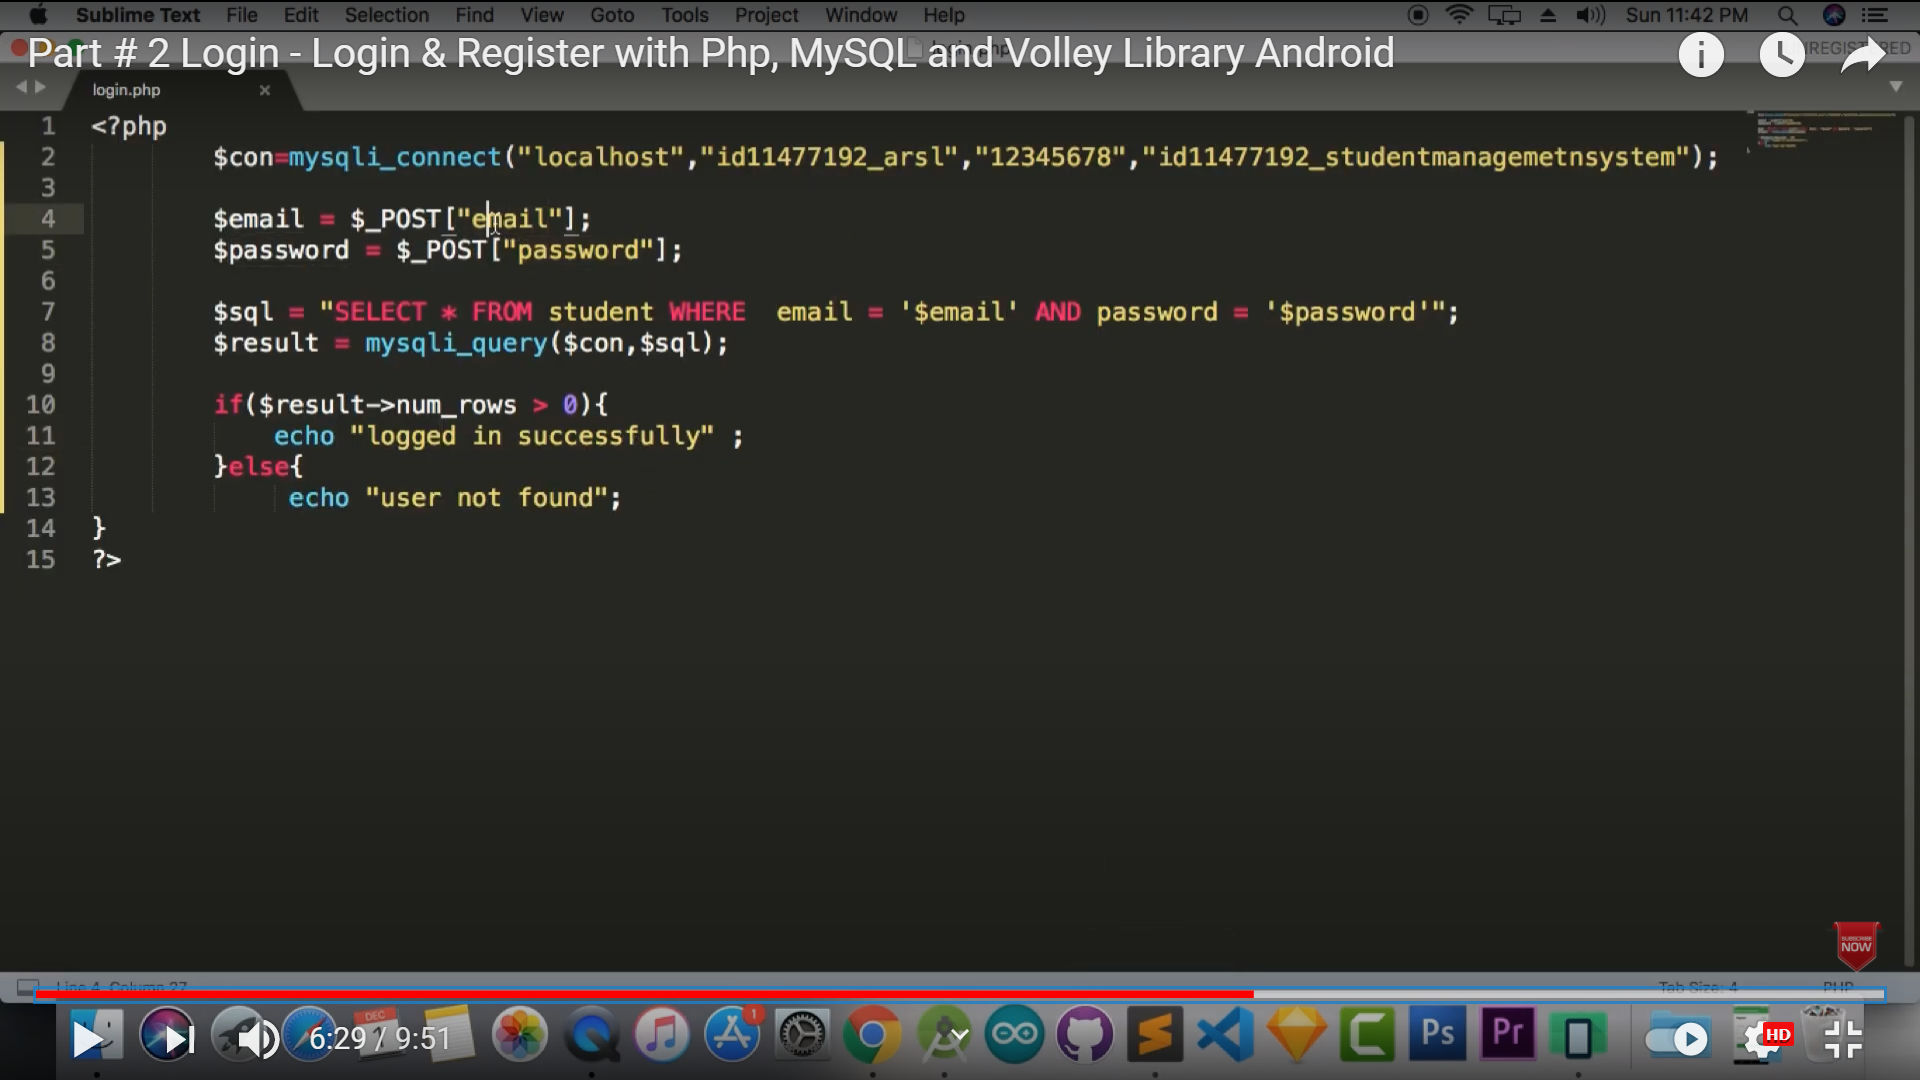 Sublime Text File Edit Selection Find View Goto Tools Project Window Help Sun 11:42 PM
Part # 2 Login - Login & Register with Php, MySQL and Volley Library Android
login.php
1 <?php
2 $con=mysqli_connect("localhost","id11477192_arsl","12345678","id11477192_studentmanagemetnsystem");
3
4 $email = $_POST["email"];
5 $password = $_POST["password"];
6
7 $sql = "SELECT * FROM student WHERE  email = '$email' AND password = '$password'";
8 $result = mysqli_query($con,$sql);
9
10 if($result->num_rows > 0){
11 echo "logged in successfully" ;
12 }else{
13 echo "user not found";
14 }
15 ?>
SUBSCRIBE
NOW
Line 4, Column 27 Tab Size: 4 PHP
DEC
1
6:29 / 9:51
Ps
Pr
HD